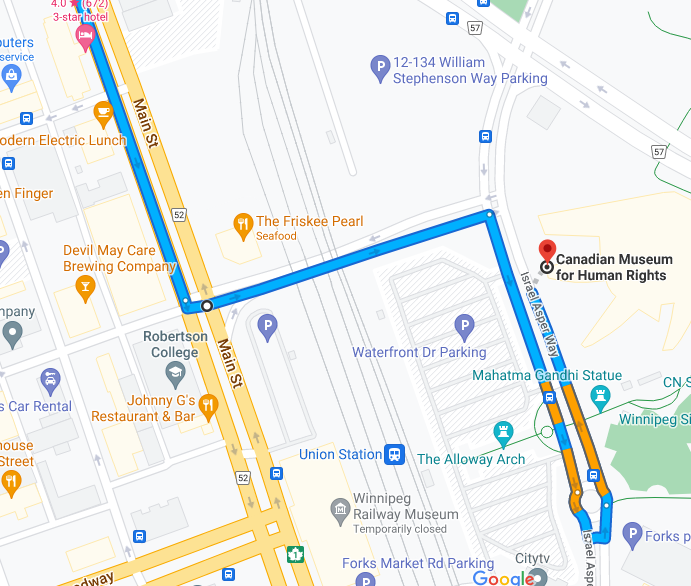 4.0 ★ (672)
3-star hotel
57
12-134 William
Stephenson Way Parking
P
puters
service
Main St
odern Electric Lunch
57
52
en Finger
The Friskee Pearl
Seafood
Devil May Care
Brewing Company
Canadian Museum
for Human Rights
Israel Asper Way
mpany
Robertson
College
P
P
Main St
Waterfront Dr Parking
s Car Rental
Mahatma Gandhi Statue
CN S
Johnny G's
Restaurant & Bar
Winnipeg Si
house
Street
Union Station
The Alloway Arch
52
Winnipeg
Railway Museum
Temporarily closed
P
Forks p
Israel Asp
1
Forks Market Rd Parking
P
Citytv
adway
Google